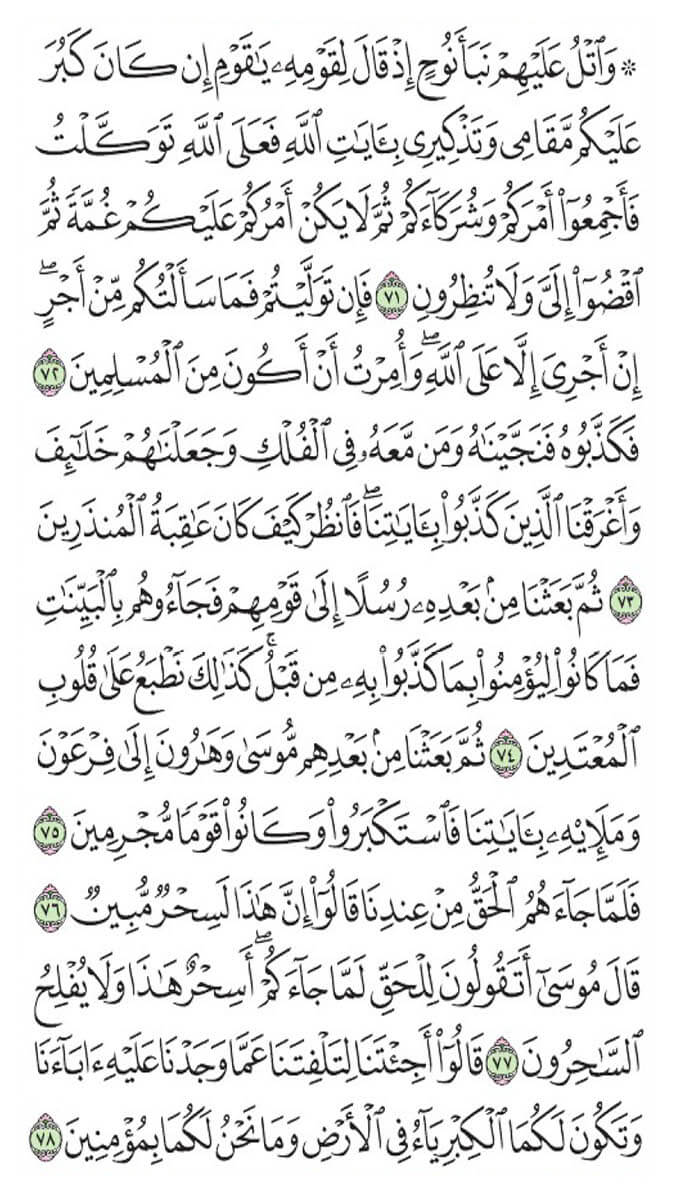 ۞ وَٱتۡلُ عَلَيۡهِمۡ نَبَأَ نُوحٍ إِذۡ قَالَ لِقَوۡمِهِۦ يَٰقَوۡمِ إِن كَانَ كَبُرَ
عَلَيۡكُم مَّقَامِي وَتَذۡكِيرِي بِـَٔايَٰتِ ٱللَّهِ فَعَلَى ٱللَّهِ تَوَكَّلۡتُ
فَأَجۡمِعُوٓاْ أَمۡرَكُمۡ وَشُرَكَآءَكُمۡ ثُمَّ لَا يَكُنۡ أَمۡرُكُمۡ عَلَيۡكُمۡ غُمَّةٗ ثُمَّ
ٱقۡضُوٓاْ إِلَيَّ وَلَا تُنظِرُونِ ٧١ فَإِن تَوَلَّيۡتُمۡ فَمَا سَأَلۡتُكُم مِّنۡ أَجۡرٍۖ
إِنۡ أَجۡرِيَ إِلَّا عَلَى ٱللَّهِۖ وَأُمِرۡتُ أَنۡ أَكُونَ مِنَ ٱلۡمُسۡلِمِينَ ٧٢
فَكَذَّبُوهُ فَنَجَّيۡنَٰهُ وَمَن مَّعَهُۥ فِي ٱلۡفُلۡكِ وَجَعَلۡنَٰهُمۡ خَلَٰٓئِفَ
وَأَغۡرَقۡنَا ٱلَّذِينَ كَذَّبُواْ بِـَٔايَٰتِنَاۖ فَٱنظُرۡ كَيۡفَ كَانَ عَٰقِبَةُ ٱلۡمُنذَرِينَ
٧٣ ثُمَّ بَعَثۡنَا مِنۢ بَعۡدِهِۦ رُسُلًا إِلَىٰ قَوۡمِهِمۡ فَجَآءُوهُم بِٱلۡبَيِّنَٰتِ
فَمَا كَانُواْ لِيُؤۡمِنُواْ بِمَا كَذَّبُواْ بِهِۦ مِن قَبۡلُۚ كَذَٰلِكَ نَطۡبَعُ عَلَىٰ قُلُوبِ
ٱلۡمُعۡتَدِينَ ٧٤ ثُمَّ بَعَثۡنَا مِنۢ بَعۡدِهِم مُّوسَىٰ وَهَٰرُونَ إِلَىٰ فِرۡعَوۡنَ
وَمَلَإِيْهِۦ بِـَٔايَٰتِنَا فَٱسۡتَكۡبَرُواْ وَكَانُواْ قَوۡمٗا مُّجۡرِمِينَ ٧٥
فَلَمَّا جَآءَهُمُ ٱلۡحَقُّ مِنۡ عِندِنَا قَالُوٓاْ إِنَّ هَٰذَا لَسِحۡرٞ مُّبِينٞ ٧٦
قَالَ مُوسَىٰٓ أَتَقُولُونَ لِلۡحَقِّ لَمَّا جَآءَكُمۡۖ أَسِحۡرٌ هَٰذَا وَلَا يُفۡلِحُ
ٱلسَّٰحِرُونَ ٧٧ قَالُوٓاْ أَجِئۡتَنَا لِتَلۡفِتَنَا عَمَّا وَجَدۡنَا عَلَيۡهِ ءَابَآءَنَا
وَتَكُونَ لَكُمَا ٱلۡكِبۡرِيَآءُ فِي ٱلۡأَرۡضِ وَمَا نَحۡنُ لَكُمَا بِمُؤۡمِنِينَ ٧٨